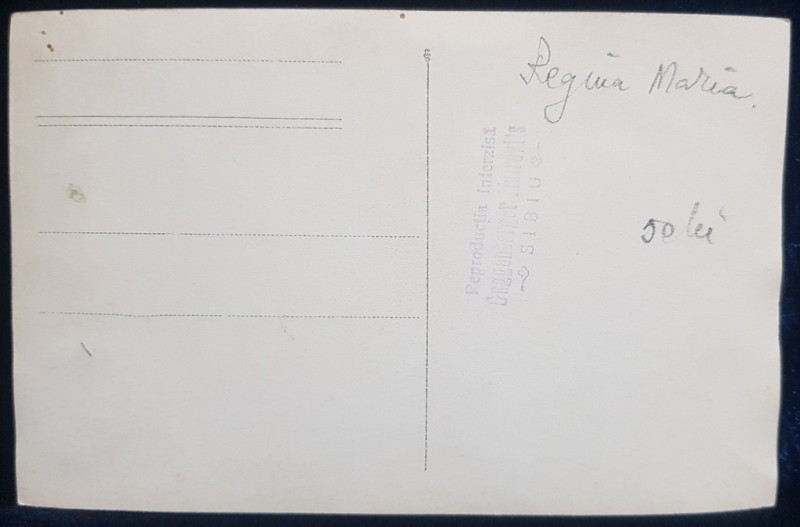 Regina Maria.
50 lei
Reproducția interzisă
SIBIU